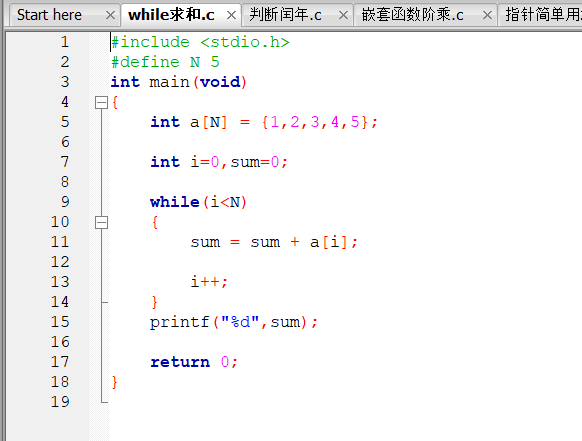 Start here × while求和.c × 判断闰年.c × 嵌套函数阶乘.c × 指针简单用
1 #include <stdio.h>
2 #define N 5
3 int main(void)
4 {
5 int a[N] = {1,2,3,4,5};
6
7 int i=0,sum=0;
8
9 while(i<N)
10 {
11 sum = sum + a[i];
12
13 i++;
14 }
15 printf("%d",sum);
16
17 return 0;
18 }
19